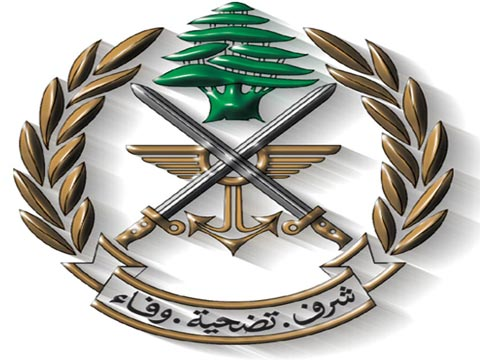 شرف . تضحية . وفاء